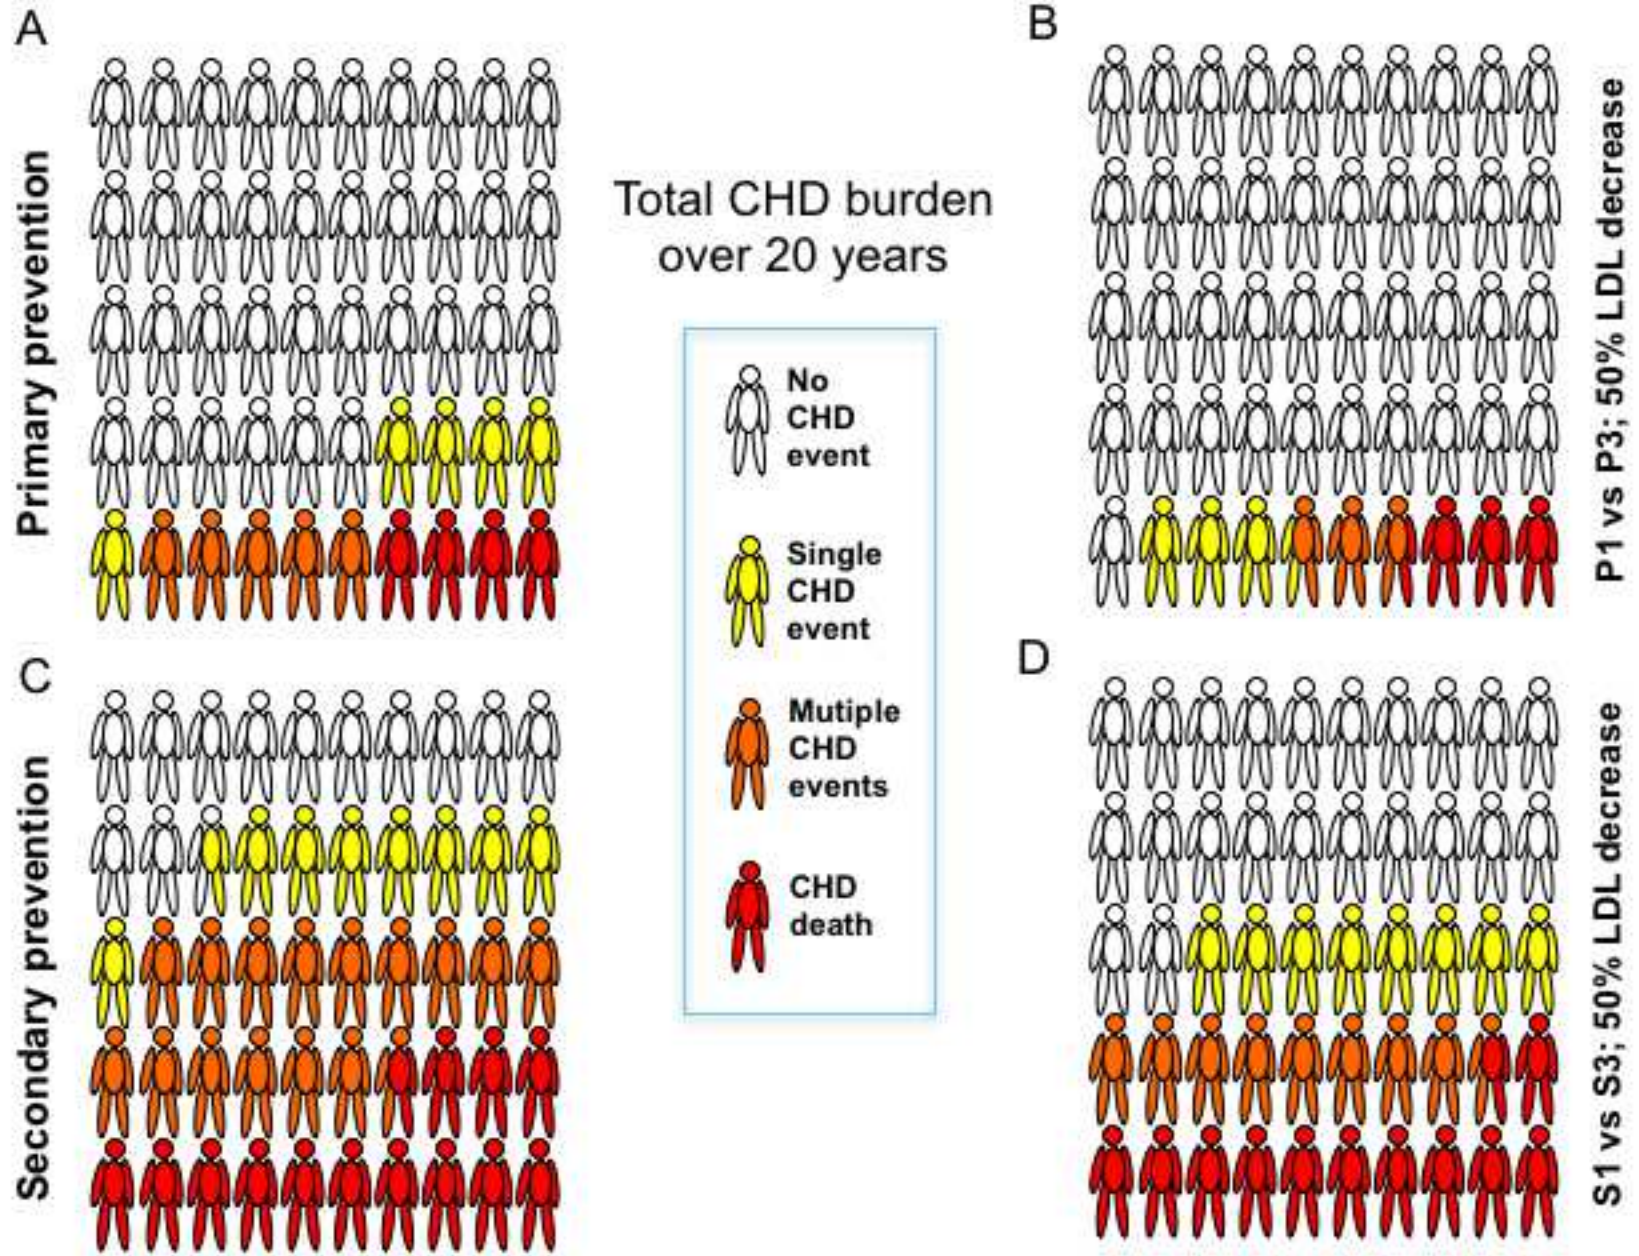 A
B
Primary prevention
Total CHD burden
over 20 years
P1 vs P3; 50% LDL decrease
No
CHD
event
Single
CHD
event
Mutiple
CHD
events
CHD
death
C
D
Secondary prevention
S1 vs S3; 50% LDL decrease